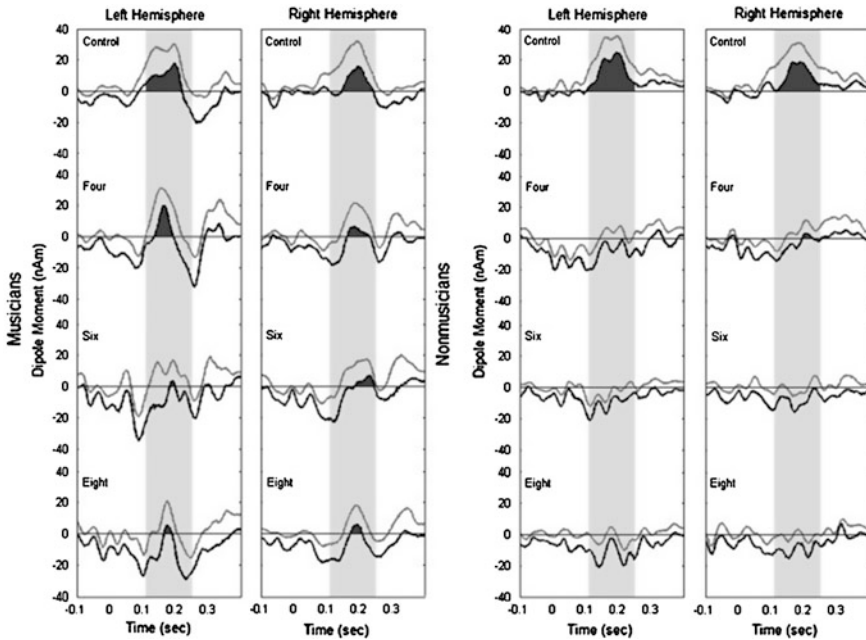 Left Hemisphere
Right Hemisphere
Left Hemisphere
Right Hemisphere
Musicians
Dipole Moment (nAm)
Nonmusicians
Dipole Moment (nAm)
40
20
0
-20
-40
Control
Control
40
20
0
-20
-40
Control
Control
20
0
-20
Four
Four
40
20
0
-20
Four
Four
40
20
0
-20
-40
Six
Six
40
20
0
-20
-40
Six
Six
40
20
0
-20
-40
Eight
Eight
40
20
0
-20
-40
Eight
Eight
-0.1 0 0.1 0.2 0.3
-0.1 0 0.1 0.2 0.3
-0.1 0 0.1 0.2 0.3
-0.1 0 0.1 0.2 0.3
Time (sec)
Time (sec)
Time (sec)
Time (sec)